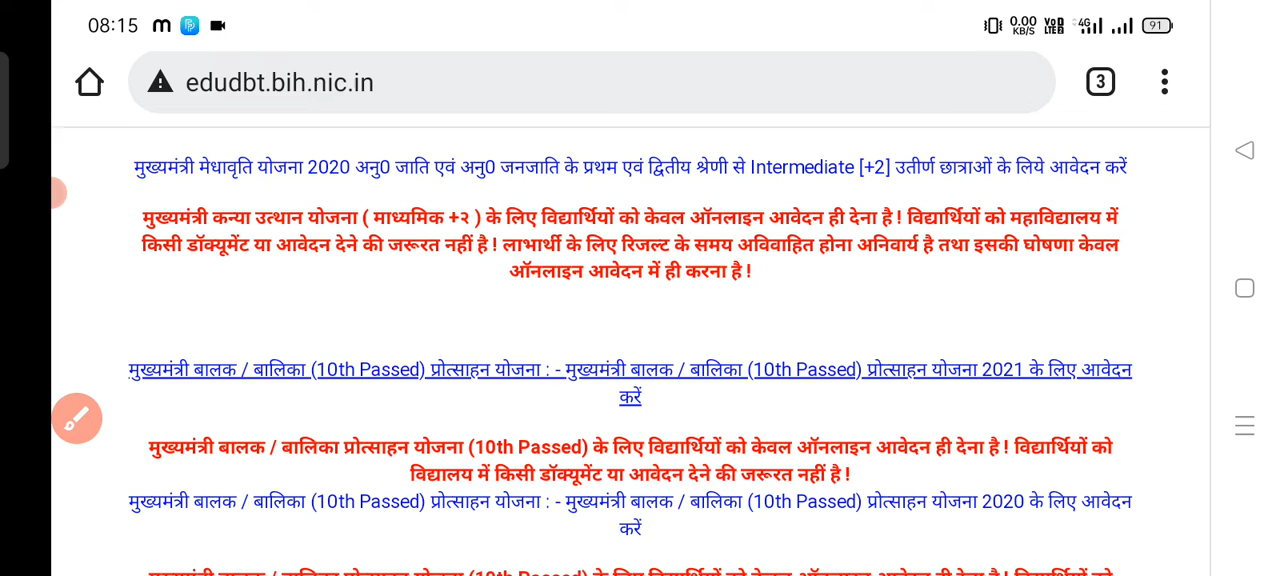 08:15
0.00 KB/S VoD LTE2 4G 91
edudbt.bih.nic.in
3
मुख्यमंत्री मेधावृति योजना 2020 अनु0 जाति एवं अनु0 जनजाति के प्रथम एवं द्वितीय श्रेणी से Intermediate [+2] उतीर्ण छात्राओं के लिये आवेदन करें
मुख्यमंत्री कन्या उत्थान योजना ( माध्यमिक +२ ) के लिए विद्यार्थियों को केवल ऑनलाइन आवेदन ही देना है ! विद्यार्थियों को महाविद्यालय में
किसी डॉक्यूमेंट या आवेदन देने की जरूरत नहीं है ! लाभार्थी के लिए रिजल्ट के समय अविवाहित होना अनिवार्य है तथा इसकी घोषणा केवल
ऑनलाइन आवेदन में ही करना है !
मुख्यमंत्री बालक / बालिका (10th Passed) प्रोत्साहन योजना : - मुख्यमंत्री बालक / बालिका (10th Passed) प्रोत्साहन योजना 2021 के लिए आवेदन
करें
मुख्यमंत्री बालक / बालिका प्रोत्साहन योजना (10th Passed) के लिए विद्यार्थियों को केवल ऑनलाइन आवेदन ही देना है ! विद्यार्थियों को
विद्यालय में किसी डॉक्यूमेंट या आवेदन देने की जरूरत नहीं है !
मुख्यमंत्री बालक / बालिका (10th Passed) प्रोत्साहन योजना : - मुख्यमंत्री बालक / बालिका (10th Passed) प्रोत्साहन योजना 2020 के लिए आवेदन
करें